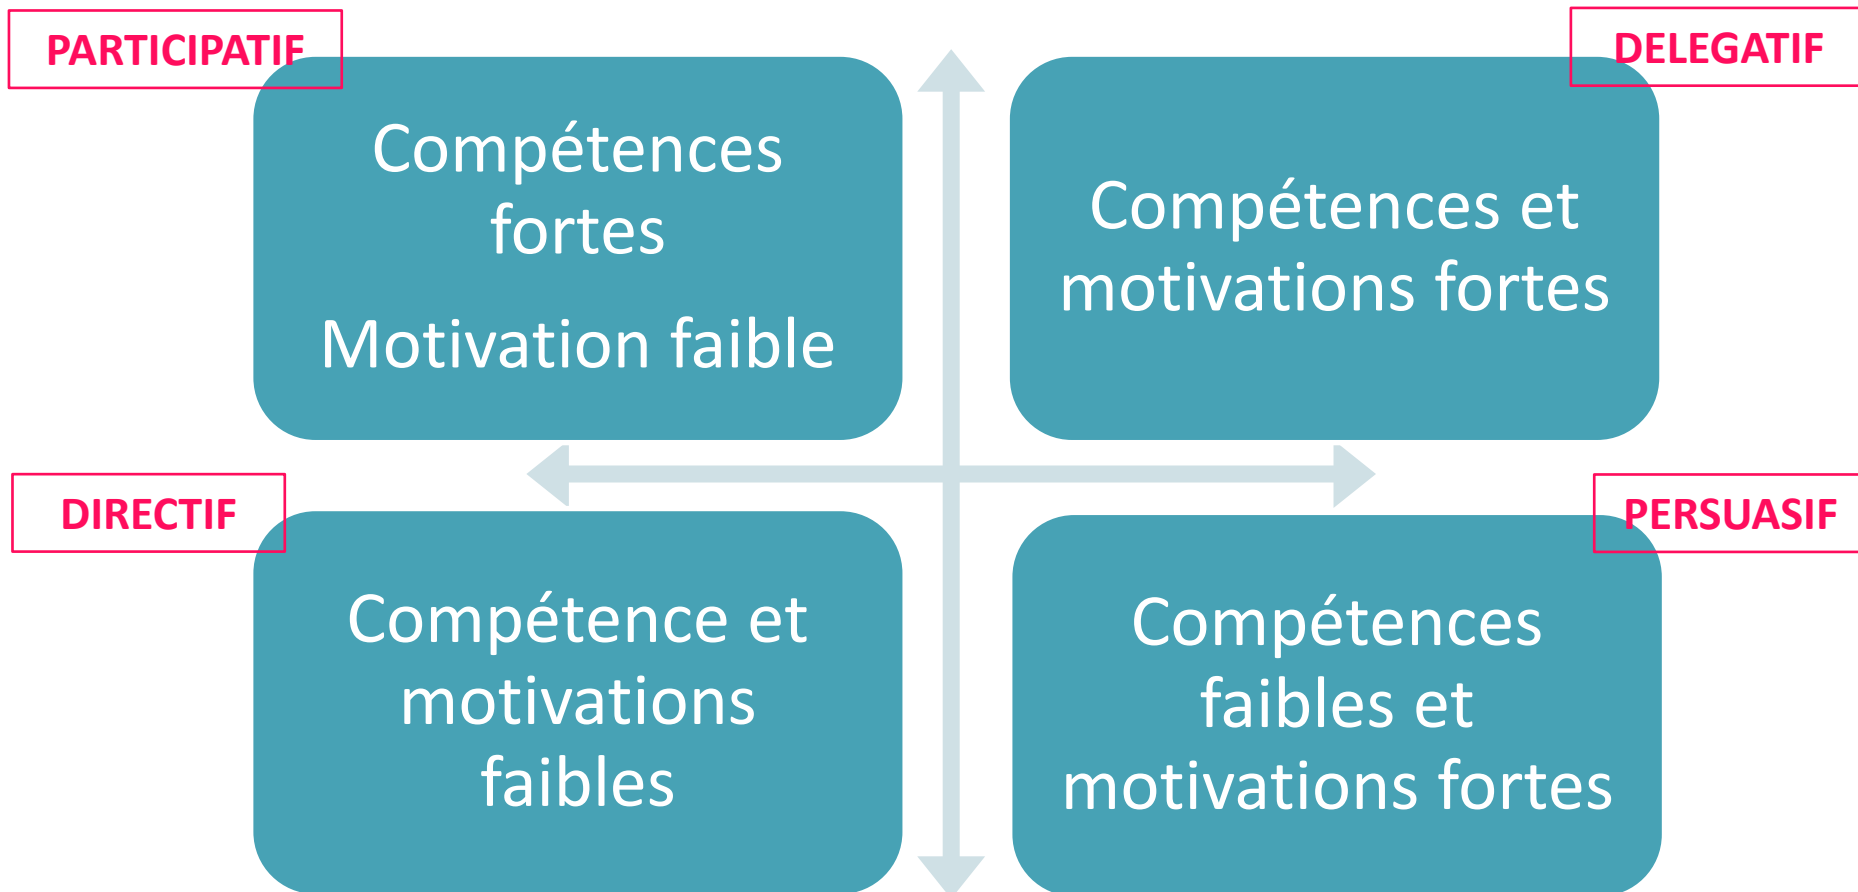 PARTICIPATIF
Compétences
fortes
Motivation faible
DELEGATIF
Compétences et
motivations fortes
DIRECTIF
Compétence et
motivations
faibles
PERSUASIF
Compétences
faibles et
motivations fortes